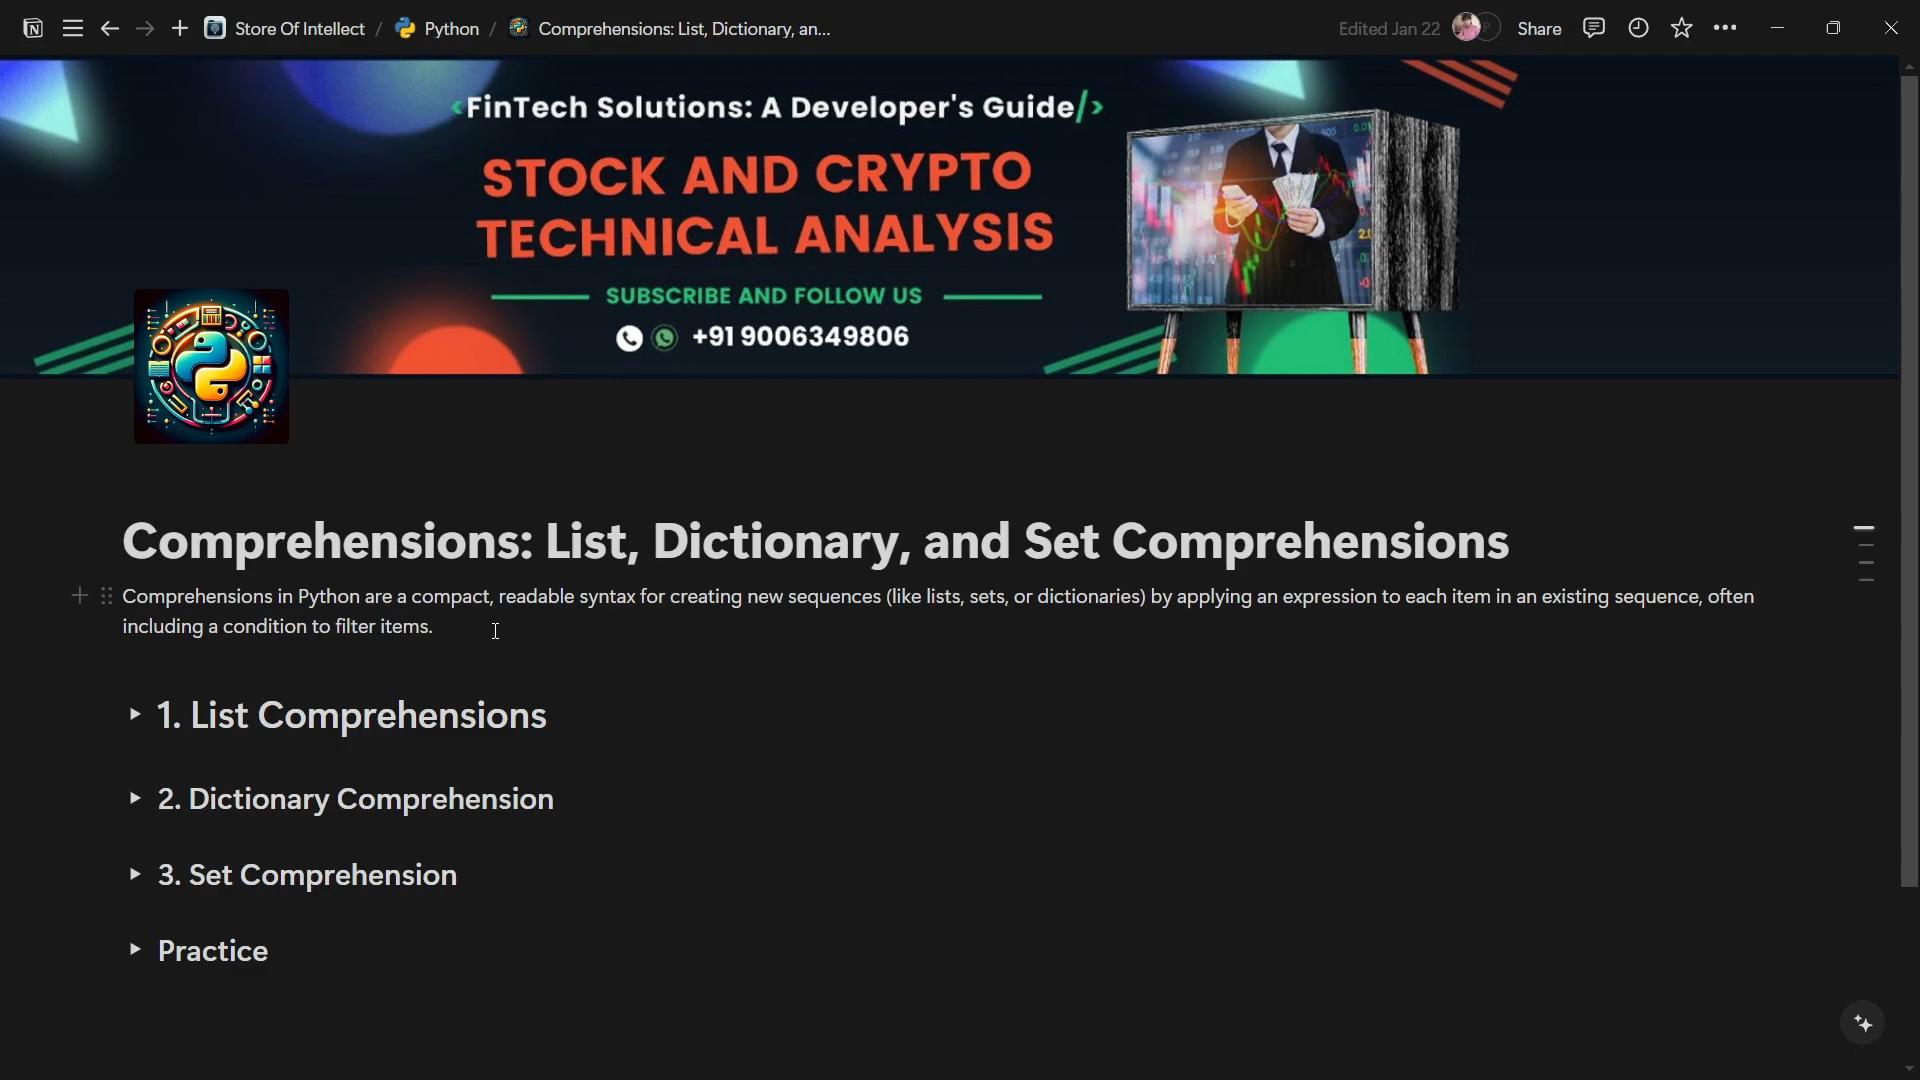 Store Of Intellect / Python / Comprehensions: List, Dictionary, an...
Edited Jan 22
P
Share
<FinTech Solutions: A Developer's Guide/>
STOCK AND CRYPTO
TECHNICAL ANALYSIS
SUBSCRIBE AND FOLLOW US
+91 9006349806
Comprehensions: List, Dictionary, and Set Comprehensions
Comprehensions in Python are a compact, readable syntax for creating new sequences (like lists, sets, or dictionaries) by applying an expression to each item in an existing sequence, often
including a condition to filter items.
1. List Comprehensions
2. Dictionary Comprehension
3. Set Comprehension
Practice